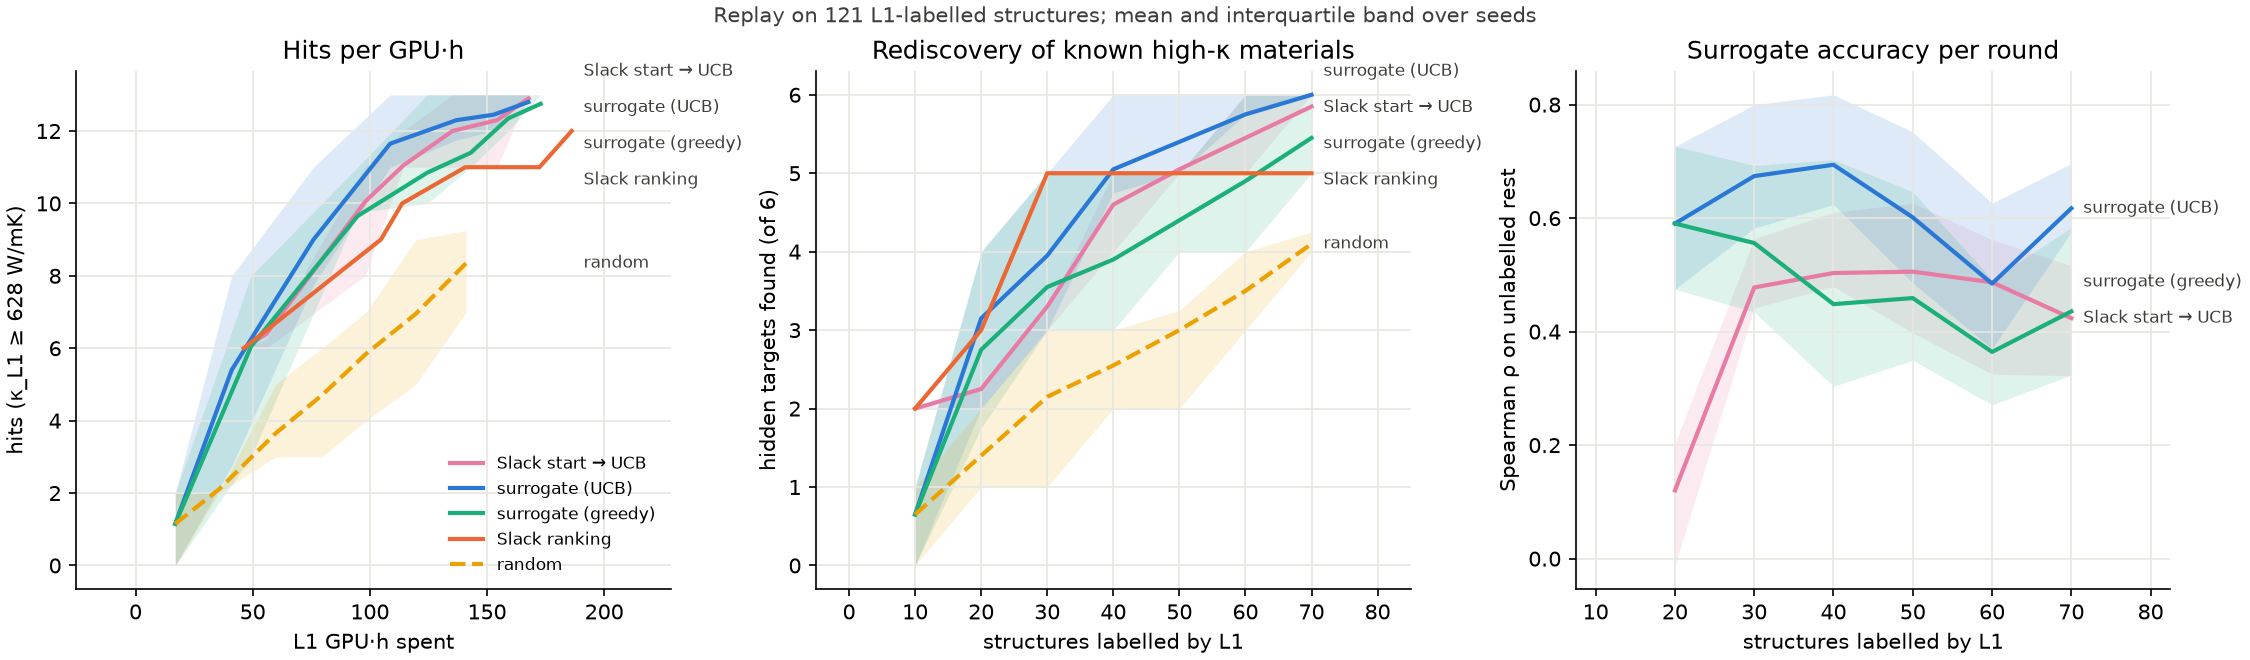 Replay on 121 L1-labelled structures; mean and interquartile band over seeds
Hits per GPU·h
hits (κ_L1 ≥ 628 W/mK)
12
10
8
6
4
2
0
0
50
100
150
200
L1 GPU·h spent
Slack start → UCB
surrogate (UCB)
surrogate (greedy)
Slack ranking
random
Slack start → UCB
surrogate (UCB)
surrogate (greedy)
Slack ranking
random
Rediscovery of known high-κ materials
hidden targets found (of 6)
6
5
4
3
2
1
0
0
10
20
30
40
50
60
70
80
structures labelled by L1
surrogate (UCB)
Slack start → UCB
surrogate (greedy)
Slack ranking
random
Surrogate accuracy per round
Spearman ρ on unlabelled rest
0.8
0.6
0.4
0.2
0.0
10
20
30
40
50
60
70
80
structures labelled by L1
surrogate (UCB)
surrogate (greedy)
Slack start → UCB